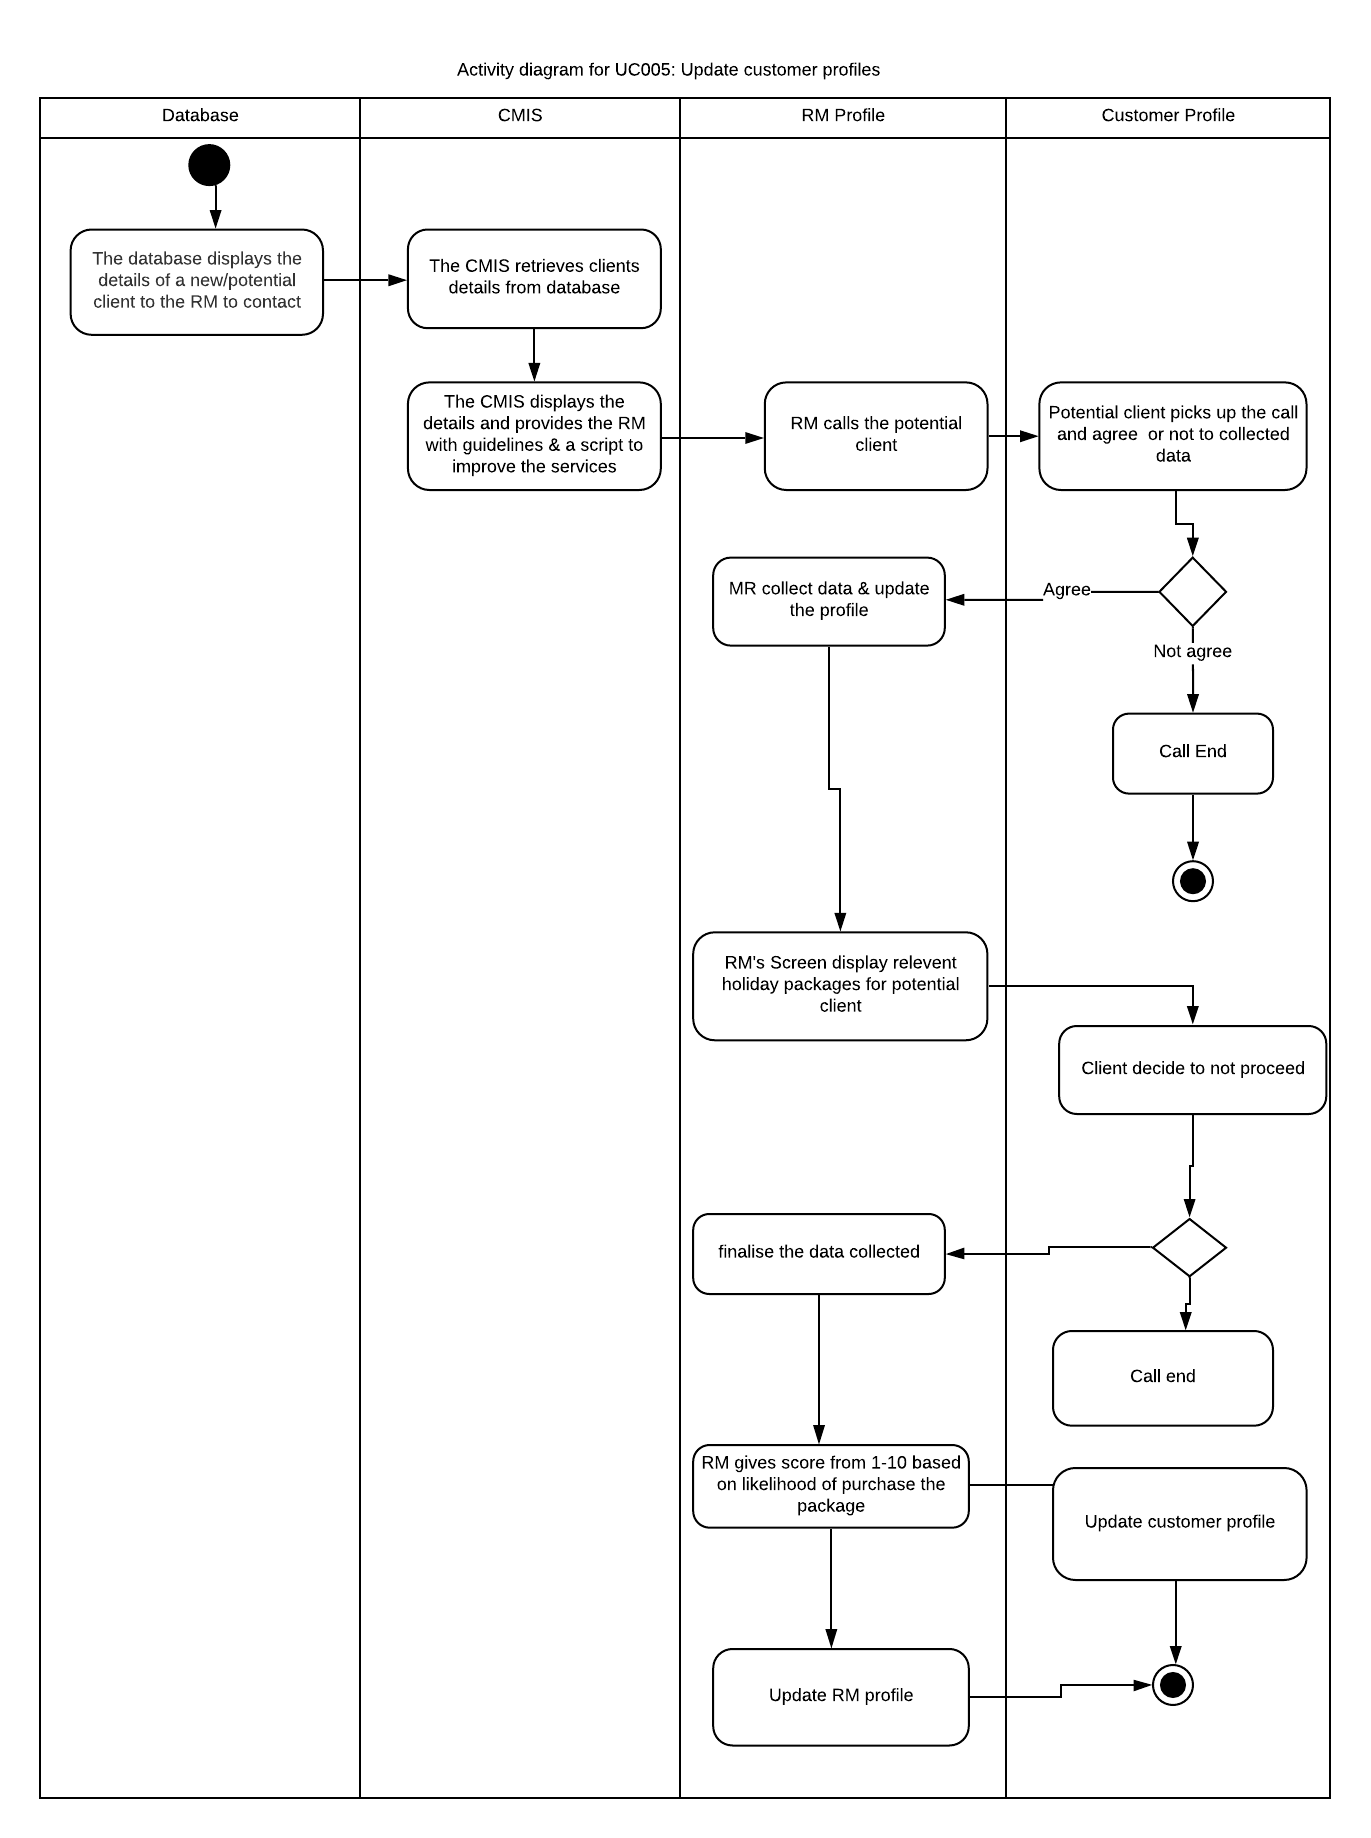 Activity diagram for UC005: Update customer profiles
Database
CMIS
RM Profile
Customer Profile
The database displays the
details of a new/potential
client to the RM to contact
The CMIS retrieves clients
details from database
The CMIS displays the
details and provides the RM
with guidelines & a script to
improve the services
RM calls the potential
client
Potential client picks up the call
and agree  or not to collected
data
MR collect data & update
the profile
Agree
Not agree
Call End
RM's Screen display relevent
holiday packages for potential
client
Client decide to not proceed
finalise the data collected
Call end
RM gives score from 1-10 based
on likelihood of purchase the
package
Update customer profile
Update RM profile